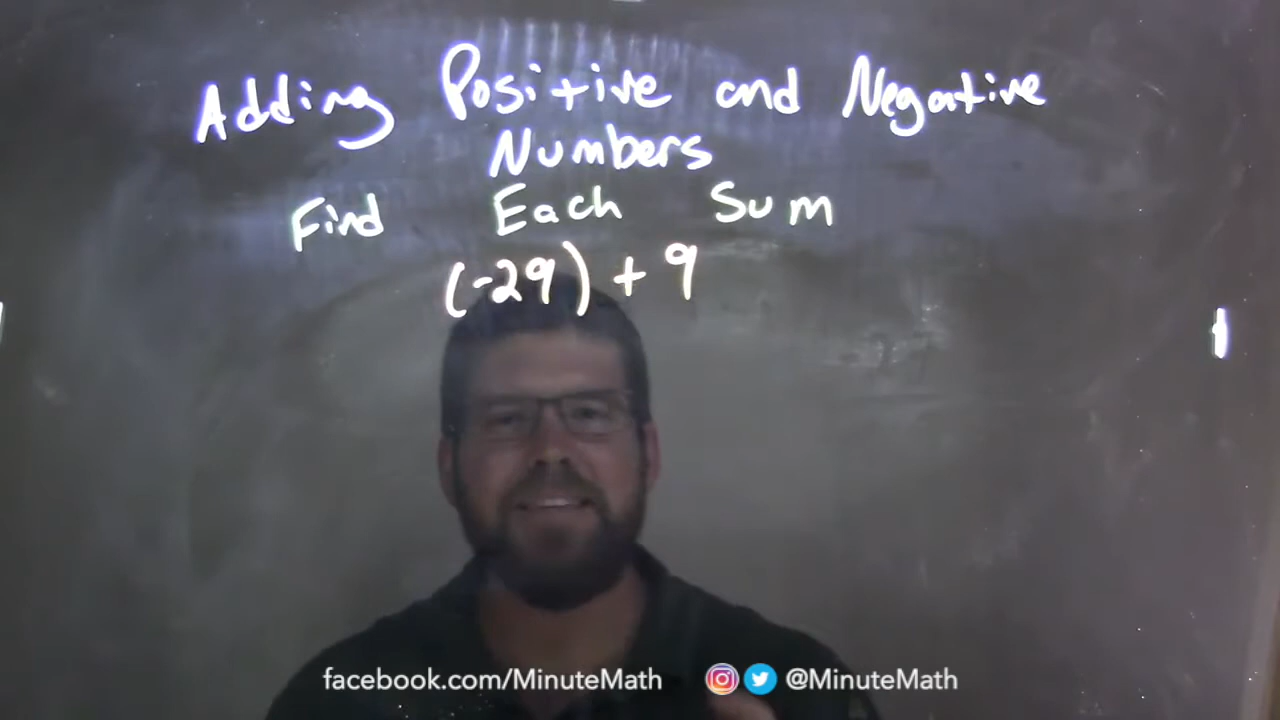 Adding Positive and Negative
Numbers
Find Each Sum
(-29) + 9
facebook.com/MinuteMath @MinuteMath